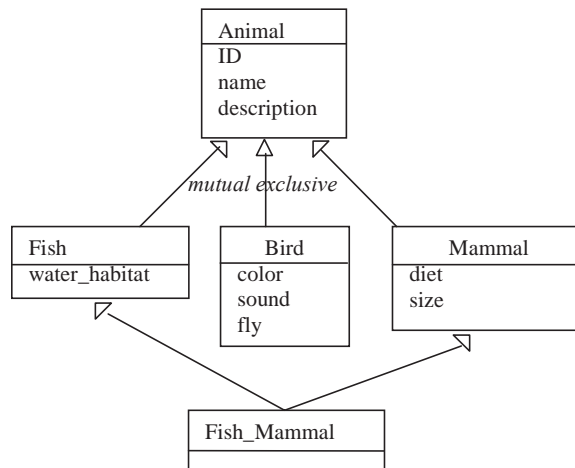 Animal
ID
name
description
mutual exclusive
Fish
water_habitat
Bird
color
sound
fly
Mammal
diet
size
Fish_Mammal